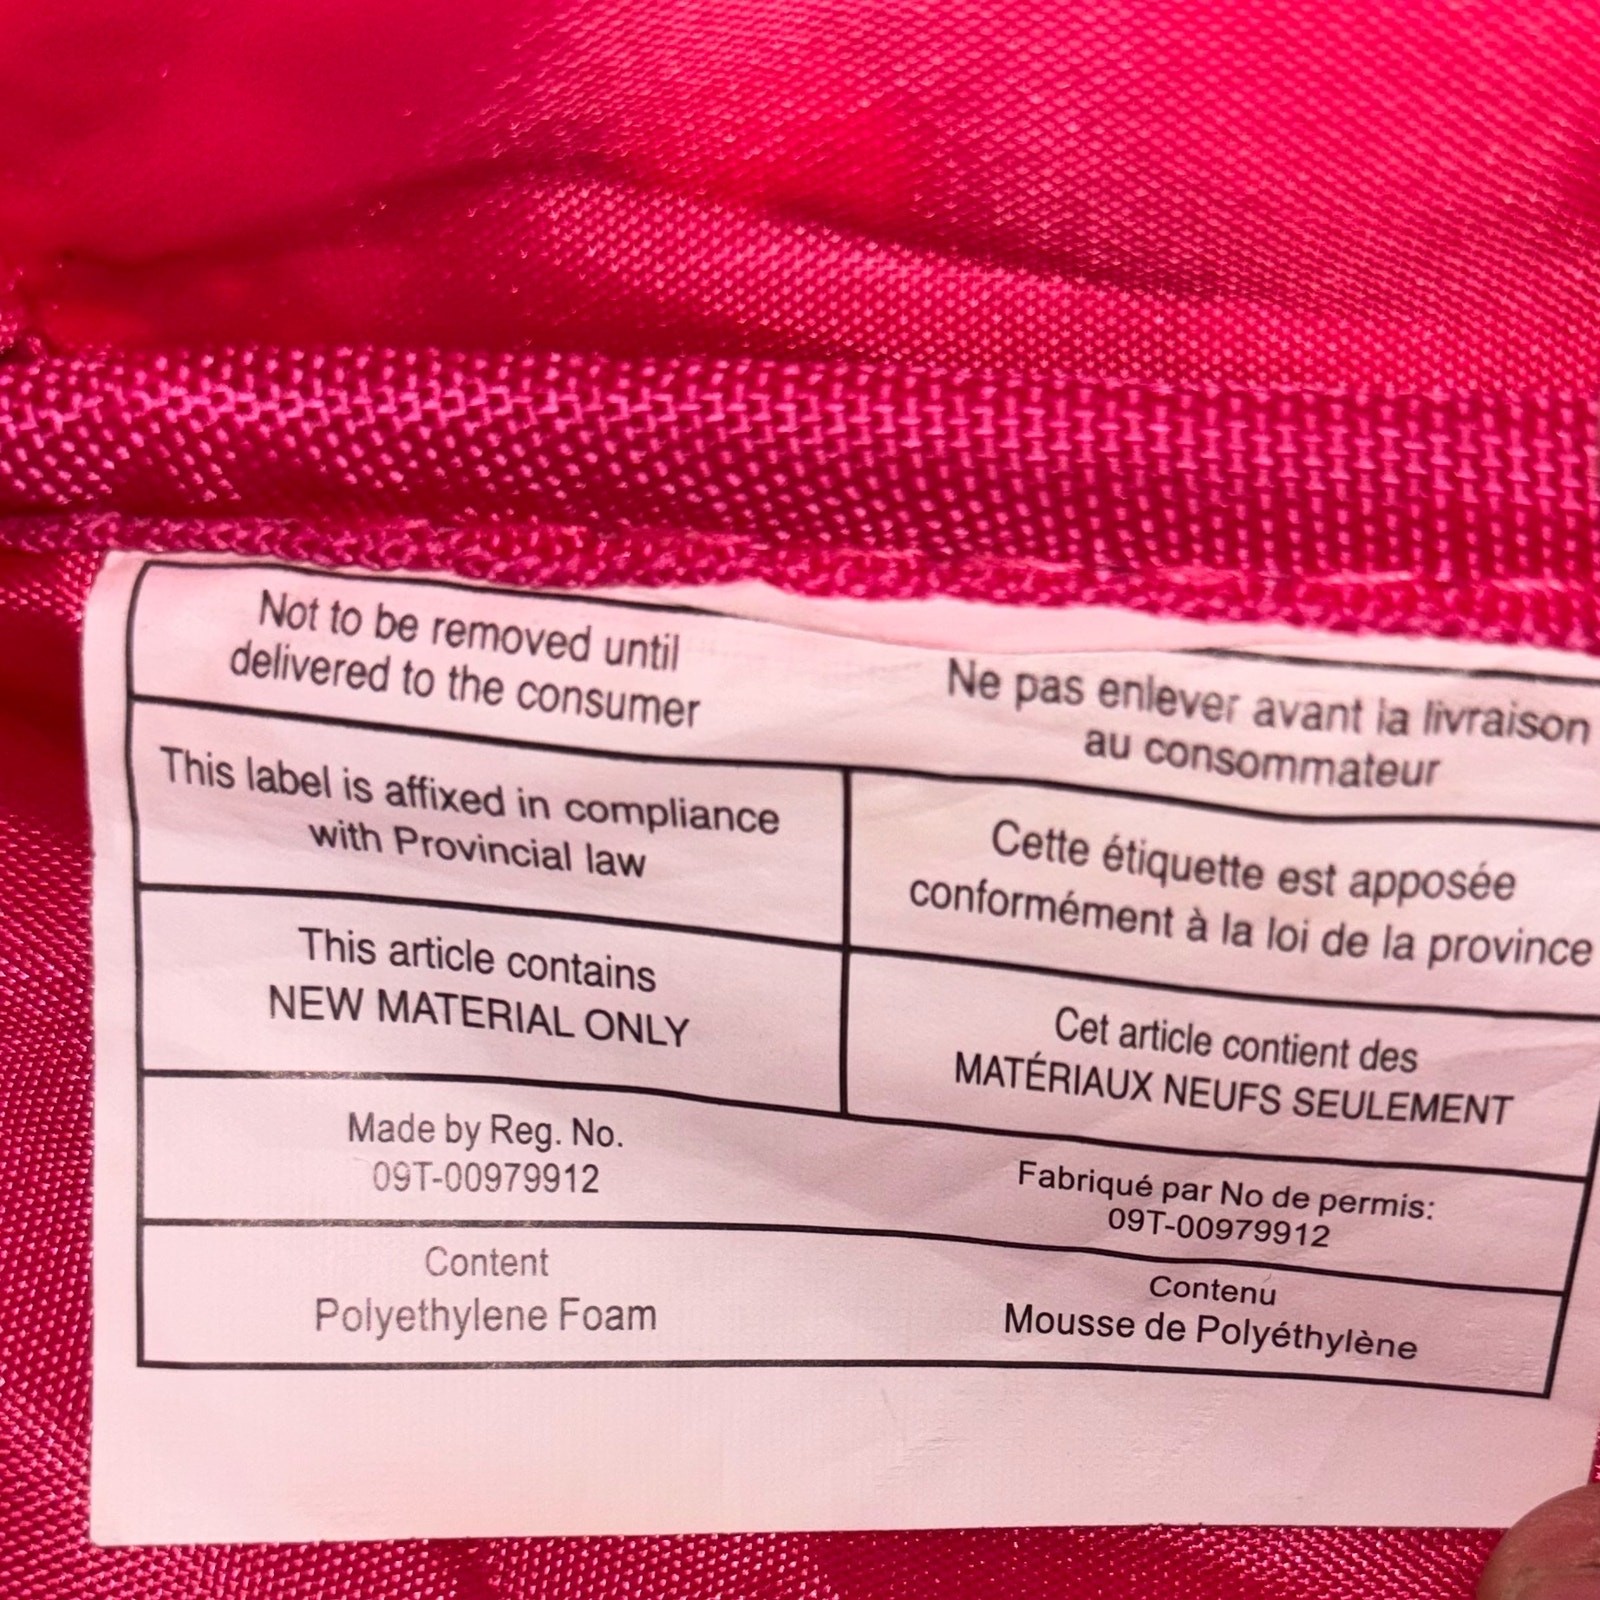 Not to be removed until
delivered to the consumer
Ne pas enlever avant la livraison
au consommateur
This label is affixed in compliance
with Provincial law
Cette étiquette est apposée
conformément à la loi de la province
This article contains
NEW MATERIAL ONLY
Cet article contient des
MATÉRIAUX NEUFS SEULEMENT
Made by Reg. No.
09T-00979912
Fabriqué par No de permis:
09T-00979912
Content
Polyethylene Foam
Contenu
Mousse de Polyéthylène